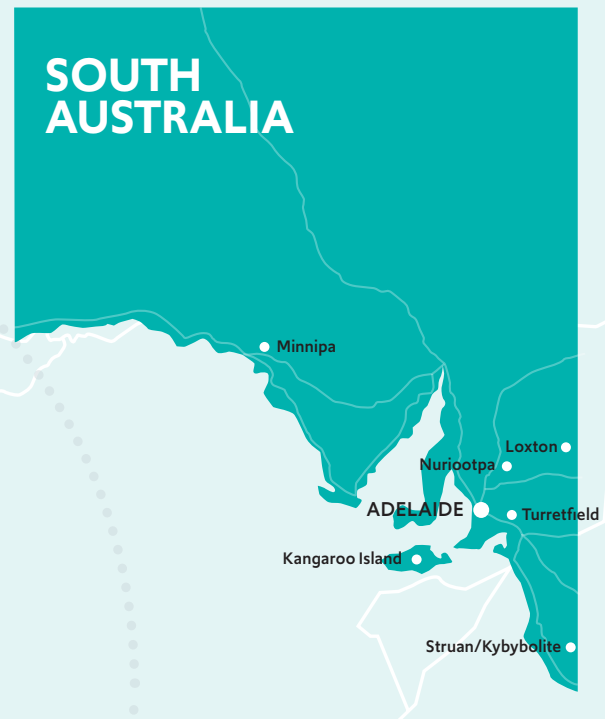 SOUTH
AUSTRALIA
Minnipa
Loxton
Nuriootpa
ADELAIDE
Turretfield
Kangaroo Island
Struan/Kybybolite